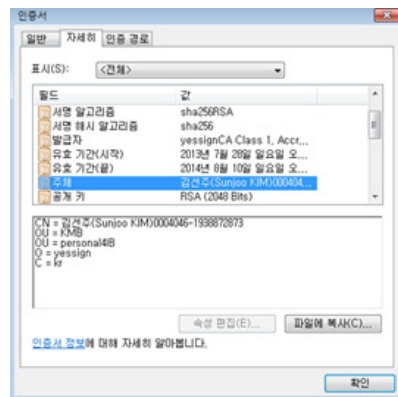 인증서
일반 자세히 인증 경로
표시(S): <전체>
필드 값
서명 알고리즘 sha256RSA
서명 해시 알고리즘 sha256
발급자 yessignCA Class 1, Accr...
유효 기간(시작) 2013년 7월 28일 일요일 오...
유효 기간(끝) 2014년 8월 10일 일요일 오...
주체 김선주(Sunjoo KIM)000404...
공개 키 RSA (2048 Bits)
CN = 김선주(Sunjoo KIM)0004046-1938872873
OU = KMB
OU = personal4IB
O = yessign
C = kr
속성 편집(E)... 파일에 복사(C)...
인증서 정보에 대해 자세히 알아봅니다.
확인